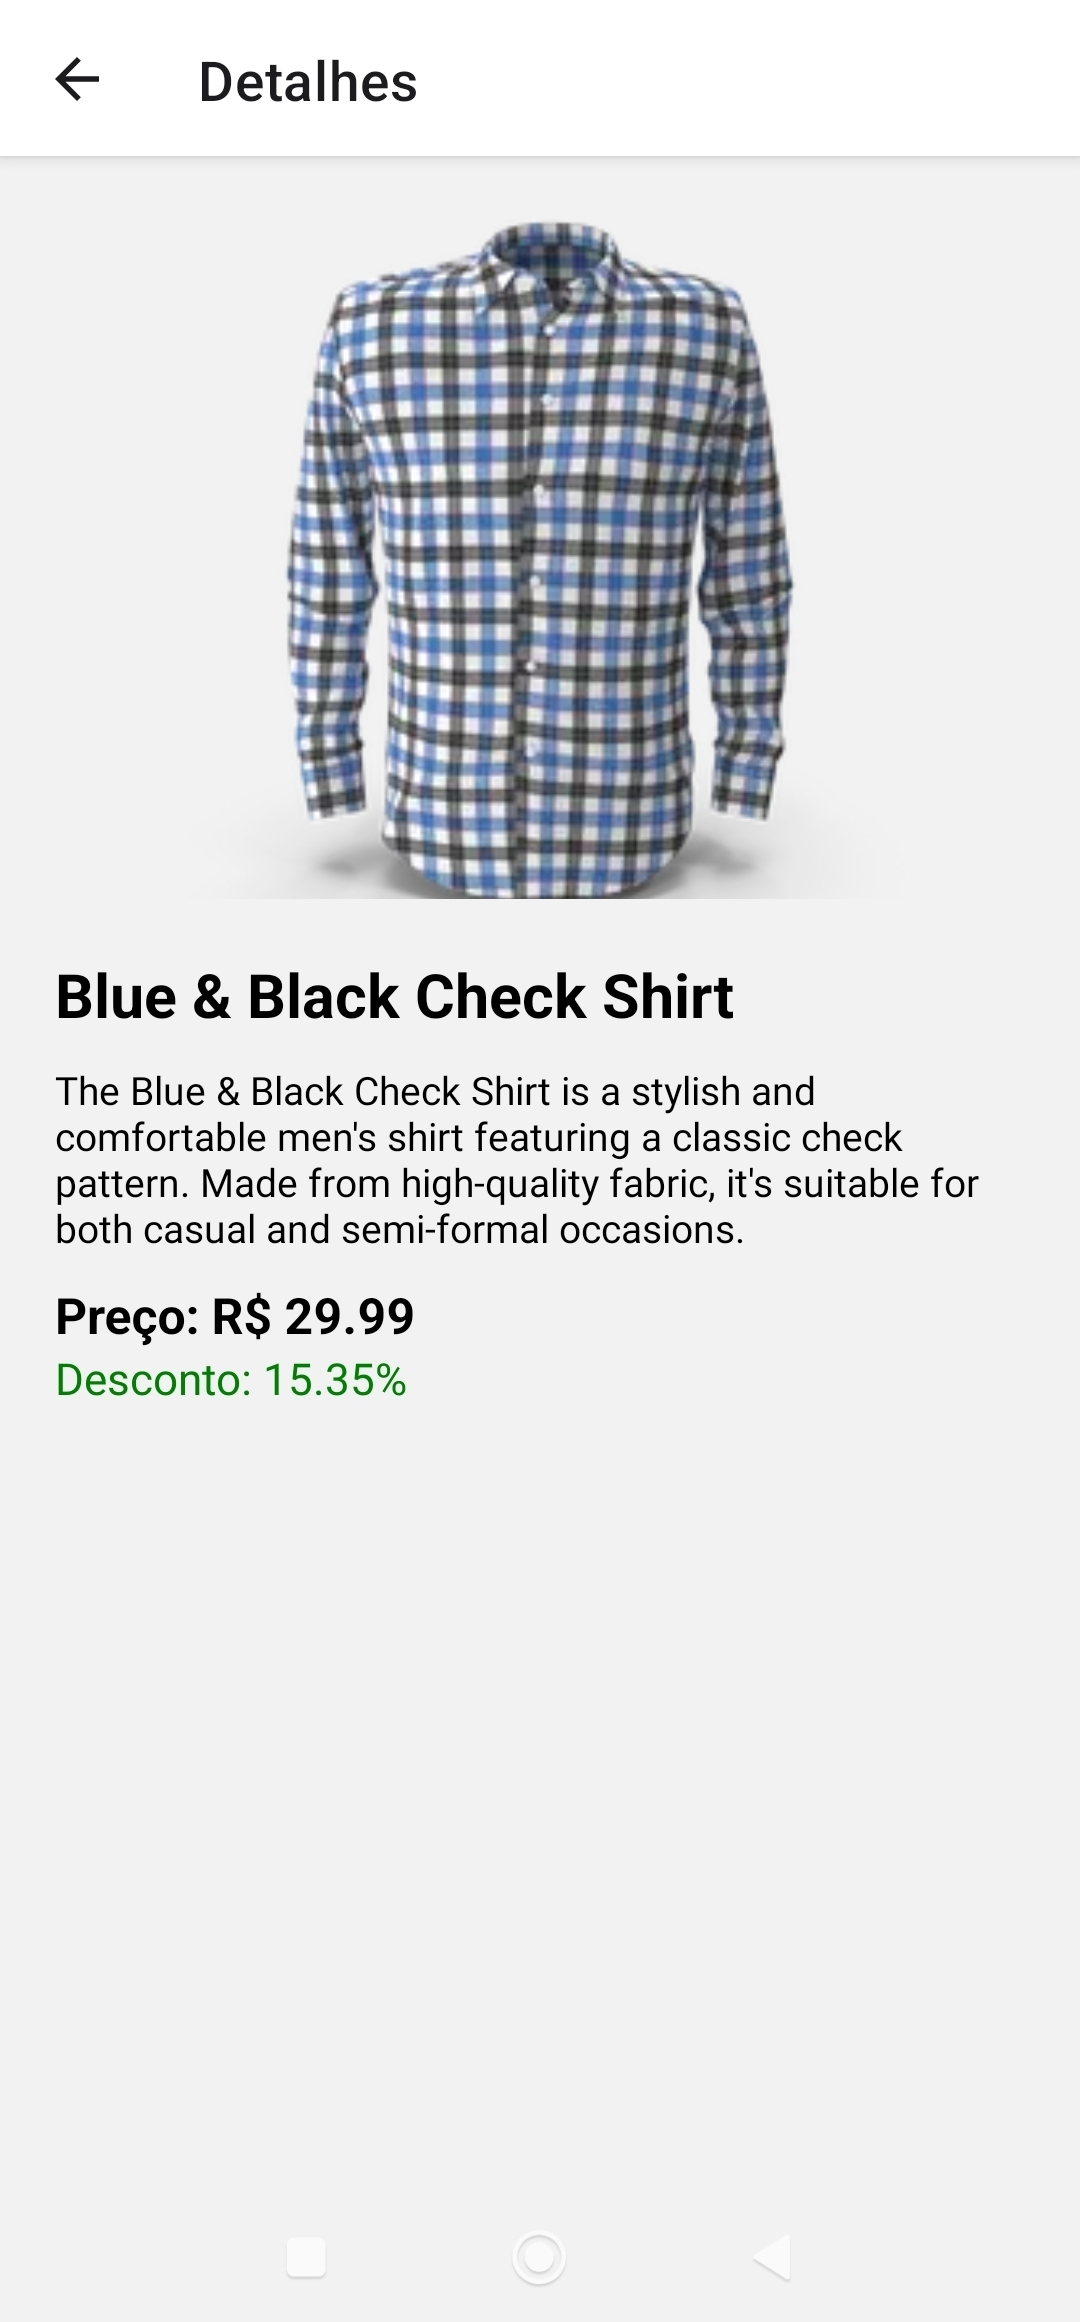 Detalhes
Blue & Black Check Shirt
The Blue & Black Check Shirt is a stylish and
comfortable men's shirt featuring a classic check
pattern. Made from high-quality fabric, it's suitable for
both casual and semi-formal occasions.
Preço: R$ 29.99
Desconto: 15.35%